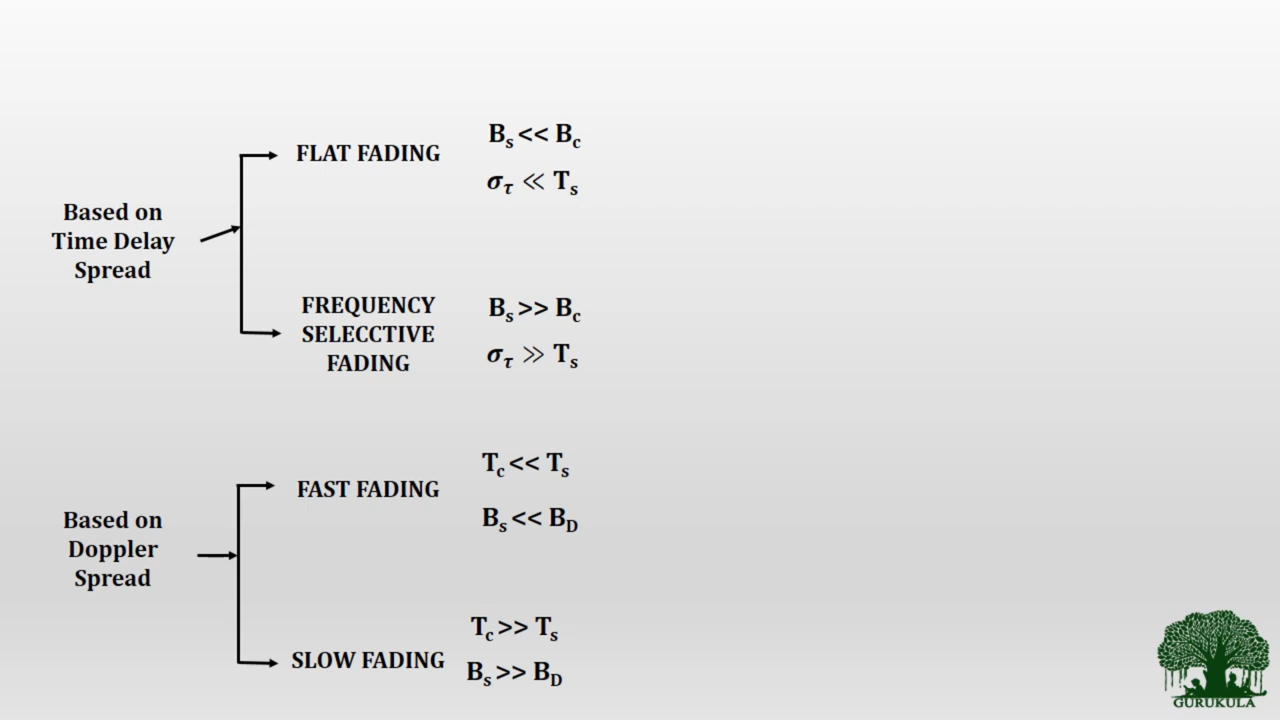 Based on
Time Delay
Spread
FLAT FADING
Bs << Bc
στ ≪ Ts
FREQUENCY
SELECCTIVE
FADING
Bs >> Bc
στ ≫ Ts
Based on
Doppler
Spread
FAST FADING
Tc << Ts
Bs << BD
SLOW FADING
Tc >> Ts
Bs >> BD
GURUKULA